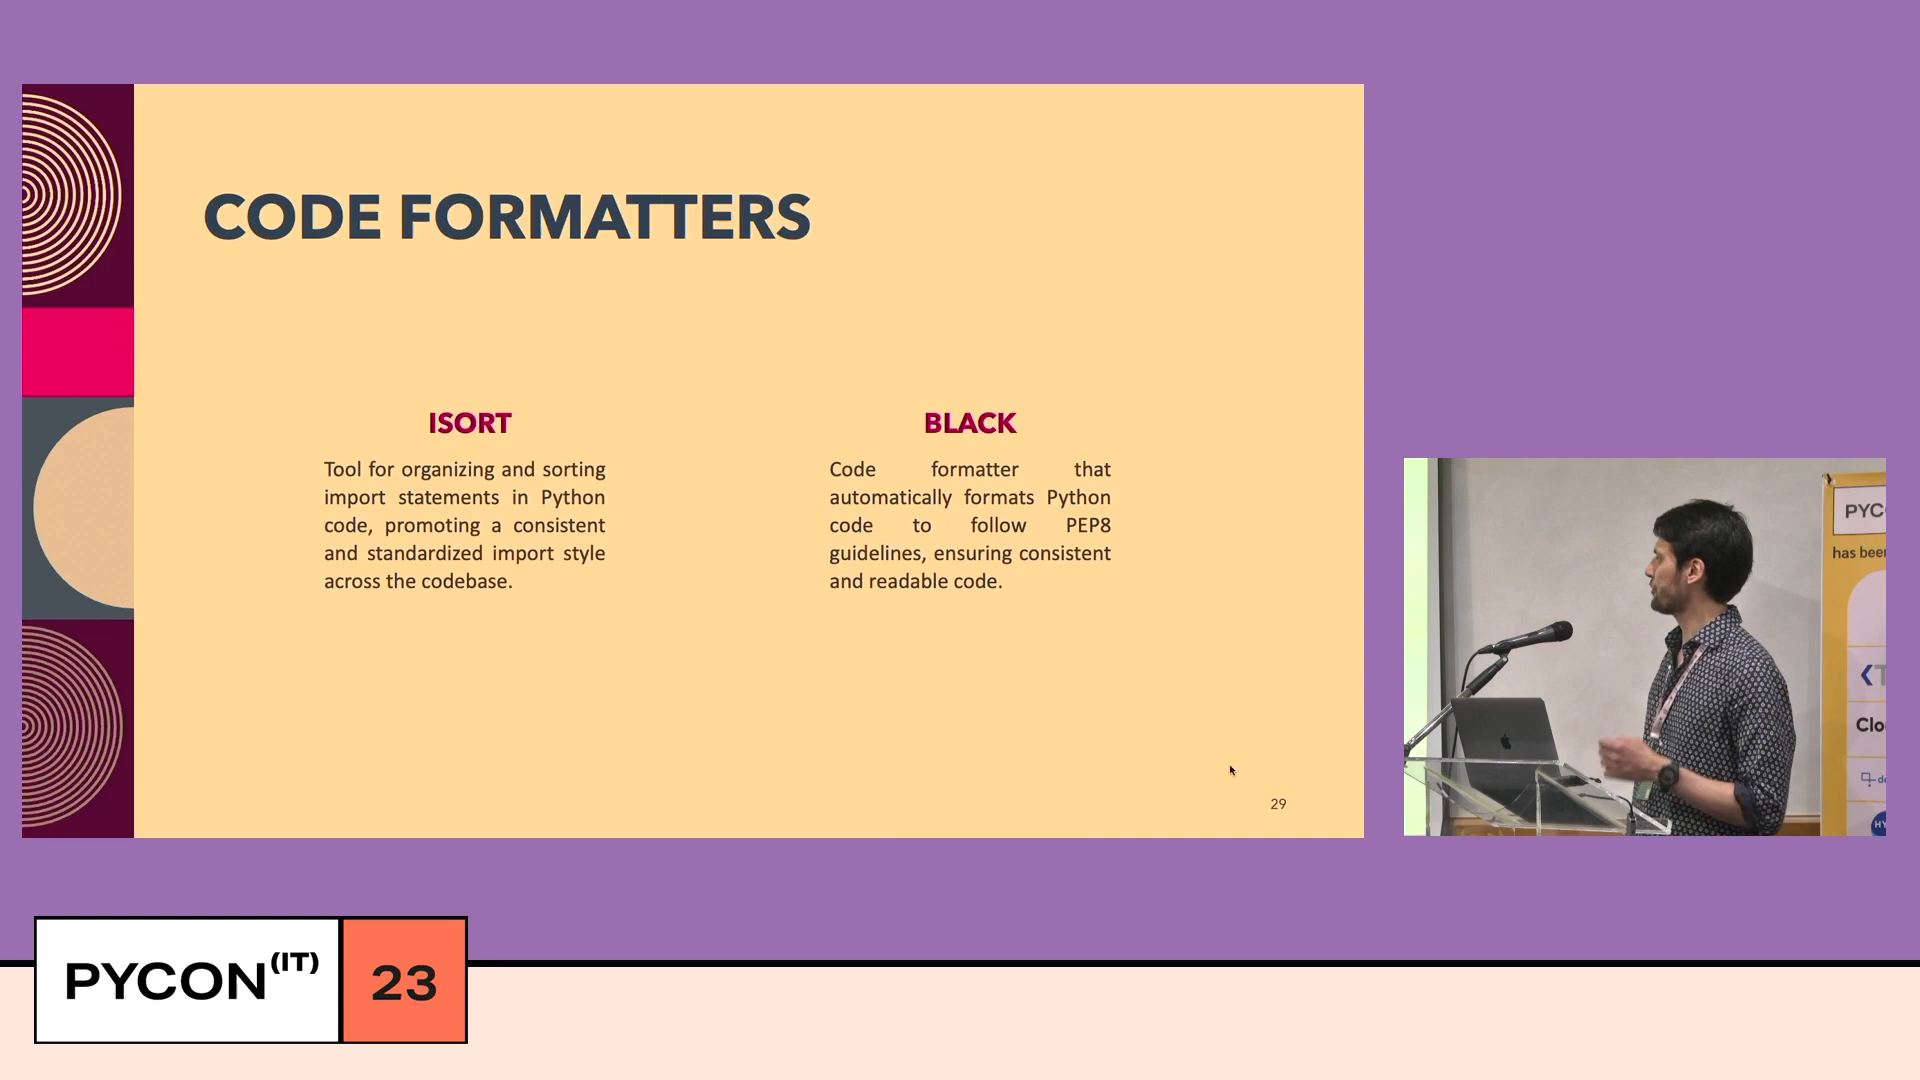 CODE FORMATTERS
ISORT
Tool for organizing and sorting
import statements in Python
code, promoting a consistent
and standardized import style
across the codebase.
BLACK
Code formatter that
automatically formats Python
code to follow PEP8
guidelines, ensuring consistent
and readable code.
29
PYC
has been
Clo
HY
PYCON(IT) 23